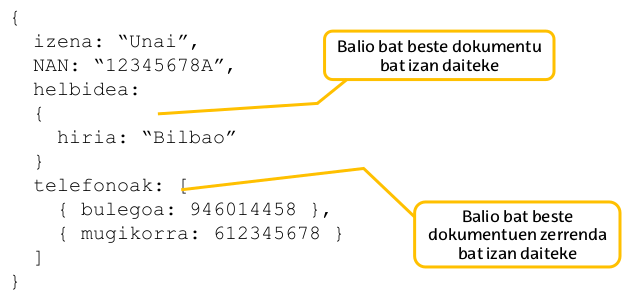 {
izena: “Unai”,
NAN: “12345678A”,
helbidea:
{
hiria: “Bilbao”
}
telefonoak: [
{ bulegoa: 946014458 },
{ mugikorra: 612345678 }
]
}
Balio bat beste dokumentu
bat izan daiteke
Balio bat beste
dokumentuen zerrenda
bat izan daiteke